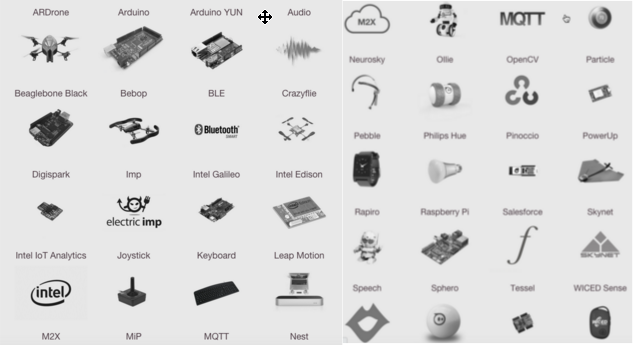 ARDrone Arduino Arduino YUN Audio
Beaglebone Black Bebop BLE Crazyflie
BluetooVth
SMART
Digispark Imp Intel Galileo Intel Edison
electric imp
Intel IoT Analytics Joystick Keyboard Leap Motion
intel
M2X MiP MQTT Nest
M2X MQTT
Neurosky Ollie OpenCV Particle
Pebble Philips Hue Pinoccio PowerUp
Rapiro Raspberry Pi Salesforce Skynet
f SKYNET
Speech Sphero Tessel WICED Sense